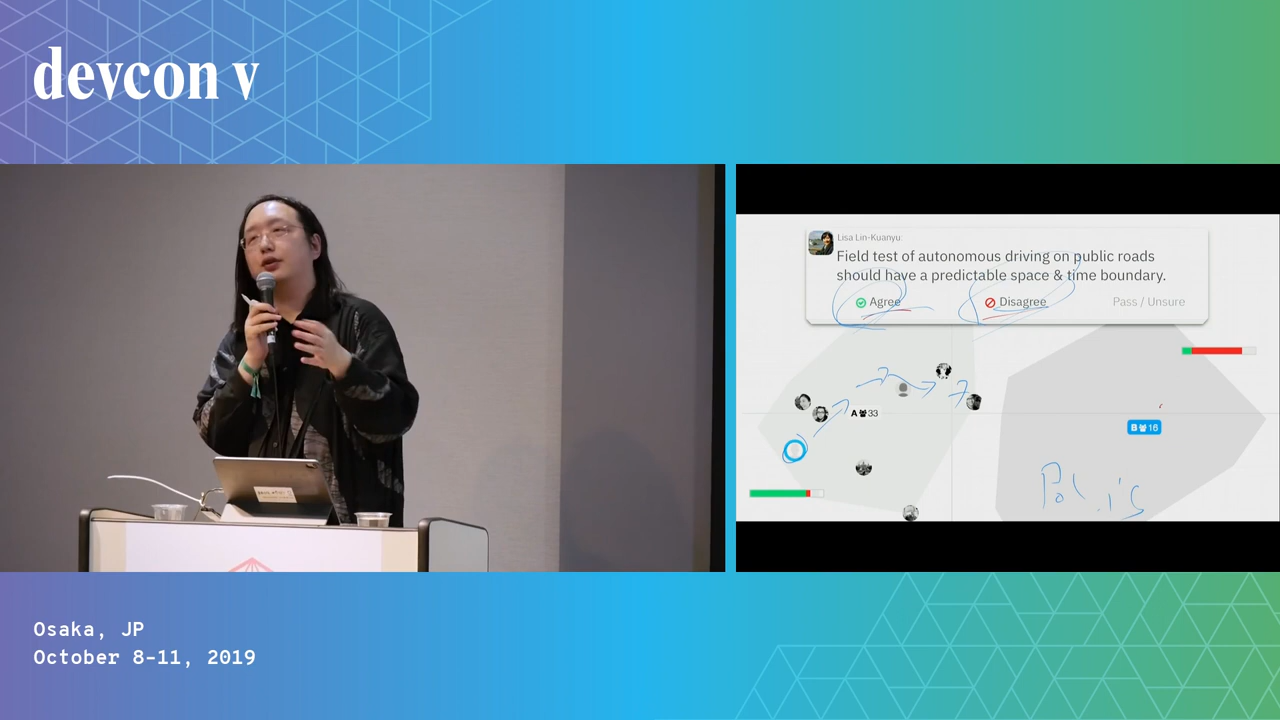 devcon v
Lisa Lin-Kuanyu:
Field test of autonomous driving on public roads
should have a predictable space & time boundary.
Agree
Disagree
Pass / Unsure
A 33
B 16
Pol.is
Osaka, JP
October 8-11, 2019